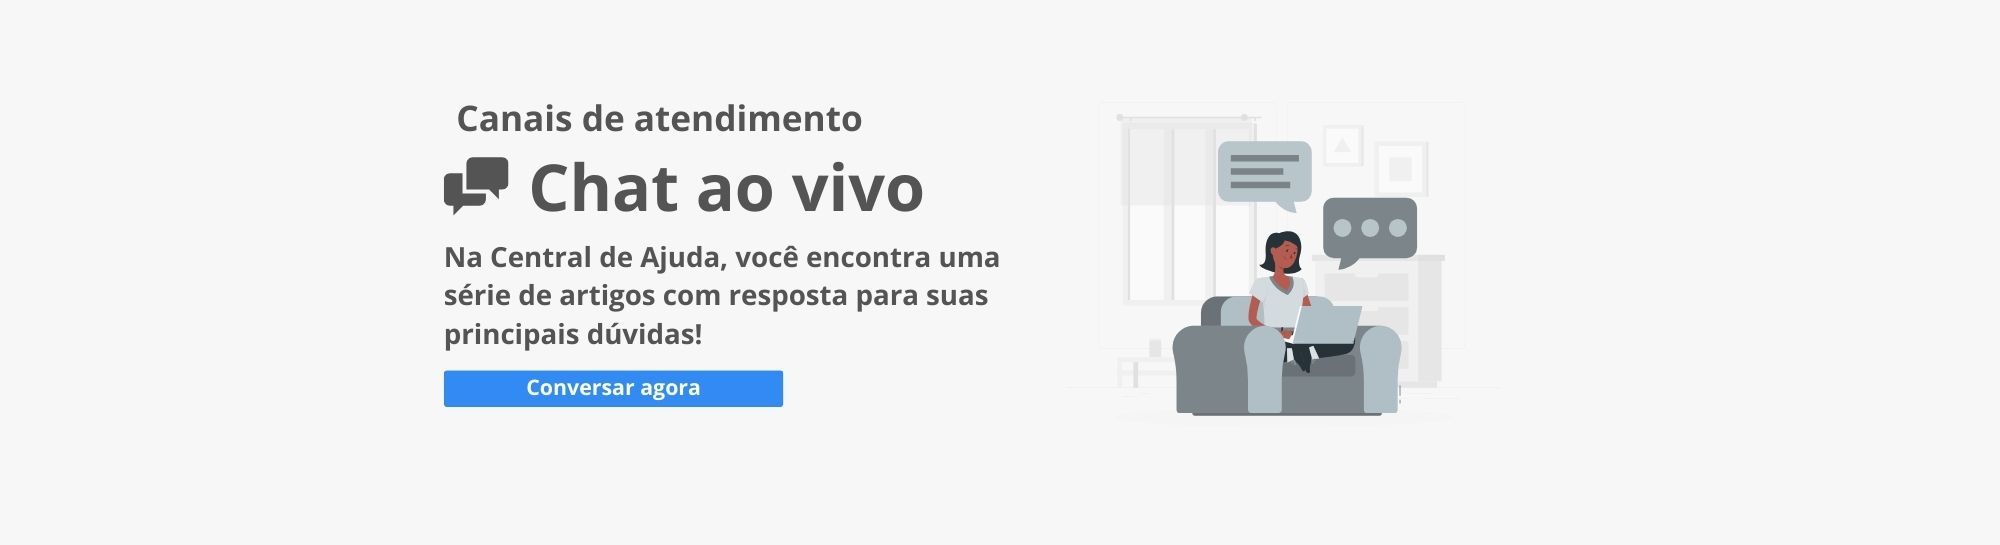 Canais de atendimento
Chat ao vivo
Na Central de Ajuda, você encontra uma
série de artigos com resposta para suas
principais dúvidas!
Conversar agora